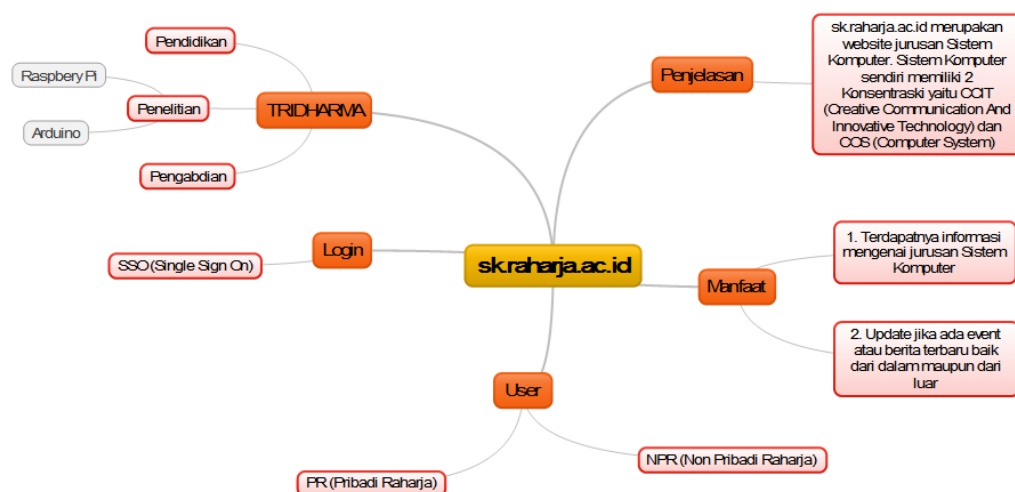 Pendidikan
Raspbery Pi
Penelitian
Arduino
TRIDHARMA
Pengabdian
Penjelasan
sk.raharja.ac.id merupakan
website jurusan Sistem
Komputer. Sistem Komputer
sendiri memiliki 2
Konsentraski yaitu CCIT
(Creative Communication And
Innovative Technology) dan
COS (Computer System)
Login
SSO (Single Sign On)
sk.raharja.ac.id
Manfaat
1. Terdapatnya informasi
mengenai jurusan Sistem
Komputer
2. Update jika ada event
atau berita terbaru baik
dari dalam maupun dari
luar
User
PR (Pribadi Raharja)
NPR (Non Pribadi Raharja)